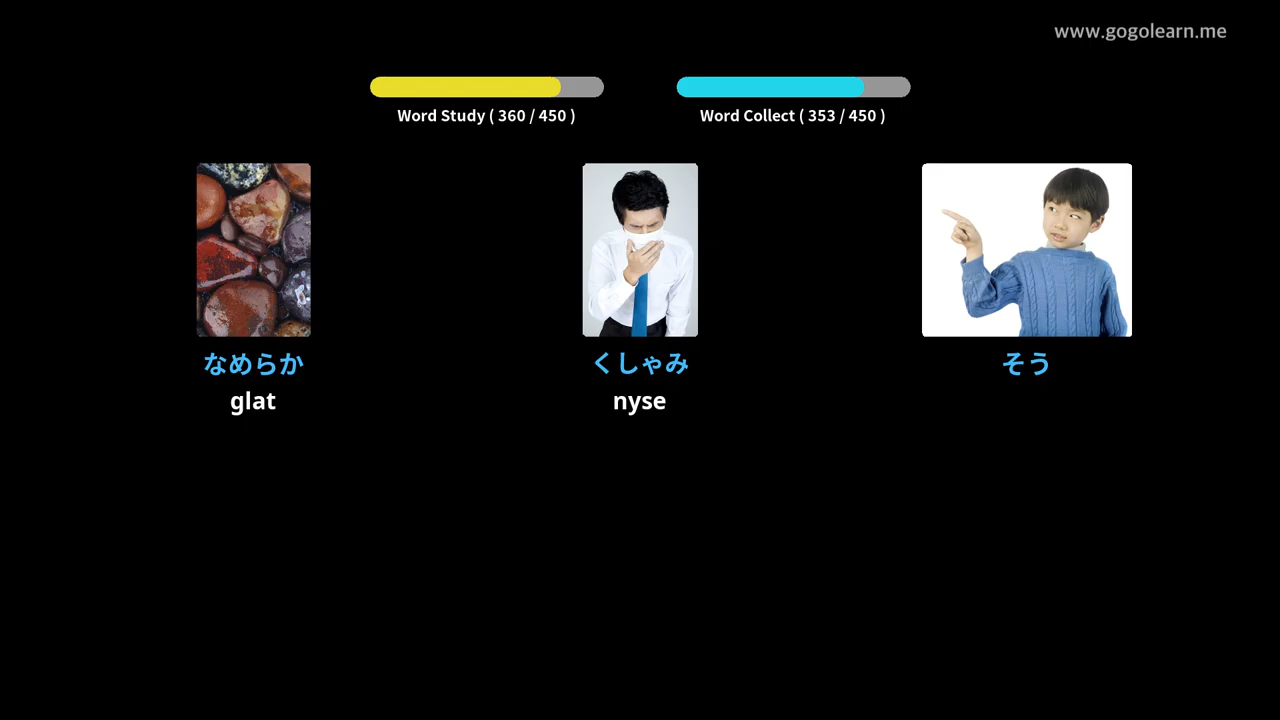 www.gogolearn.me
Word Study ( 360 / 450 )
Word Collect ( 353 / 450 )
なめらか
glat
くしゃみ
nyse
そう